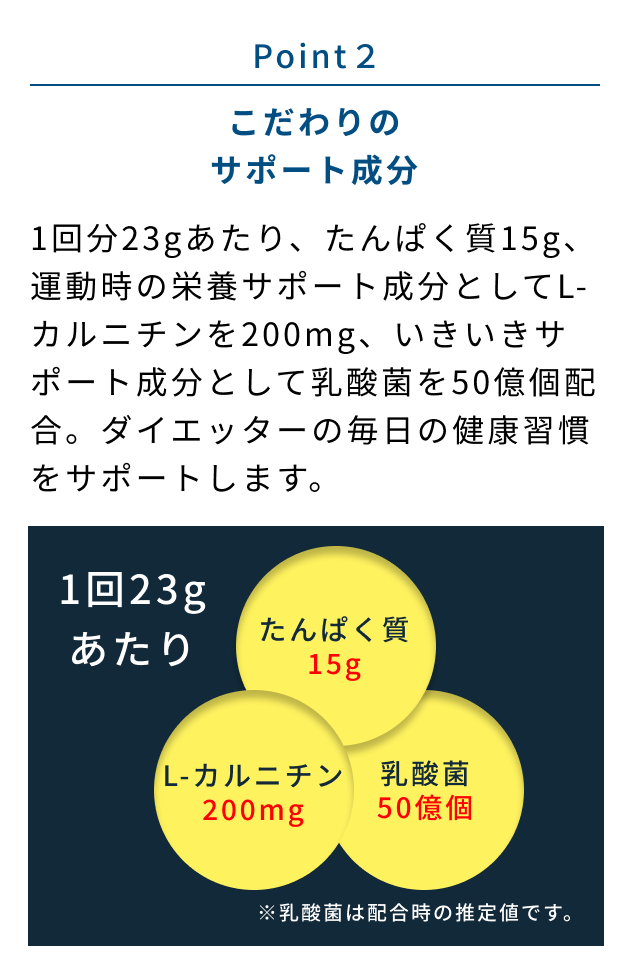 Point２
こだわりの
サポート成分
1回分23gあたり、たんぱく質15g、
運動時の栄養サポート成分としてL-
カルニチンを200mg、いきいきサ
ポート成分として乳酸菌を50億個配
合。ダイエッターの毎日の健康習慣
をサポートします。
1回23g
あたり
たんぱく質
15g
L-カルニチン
200mg
乳酸菌
50億個
※乳酸菌は配合時の推定値です。